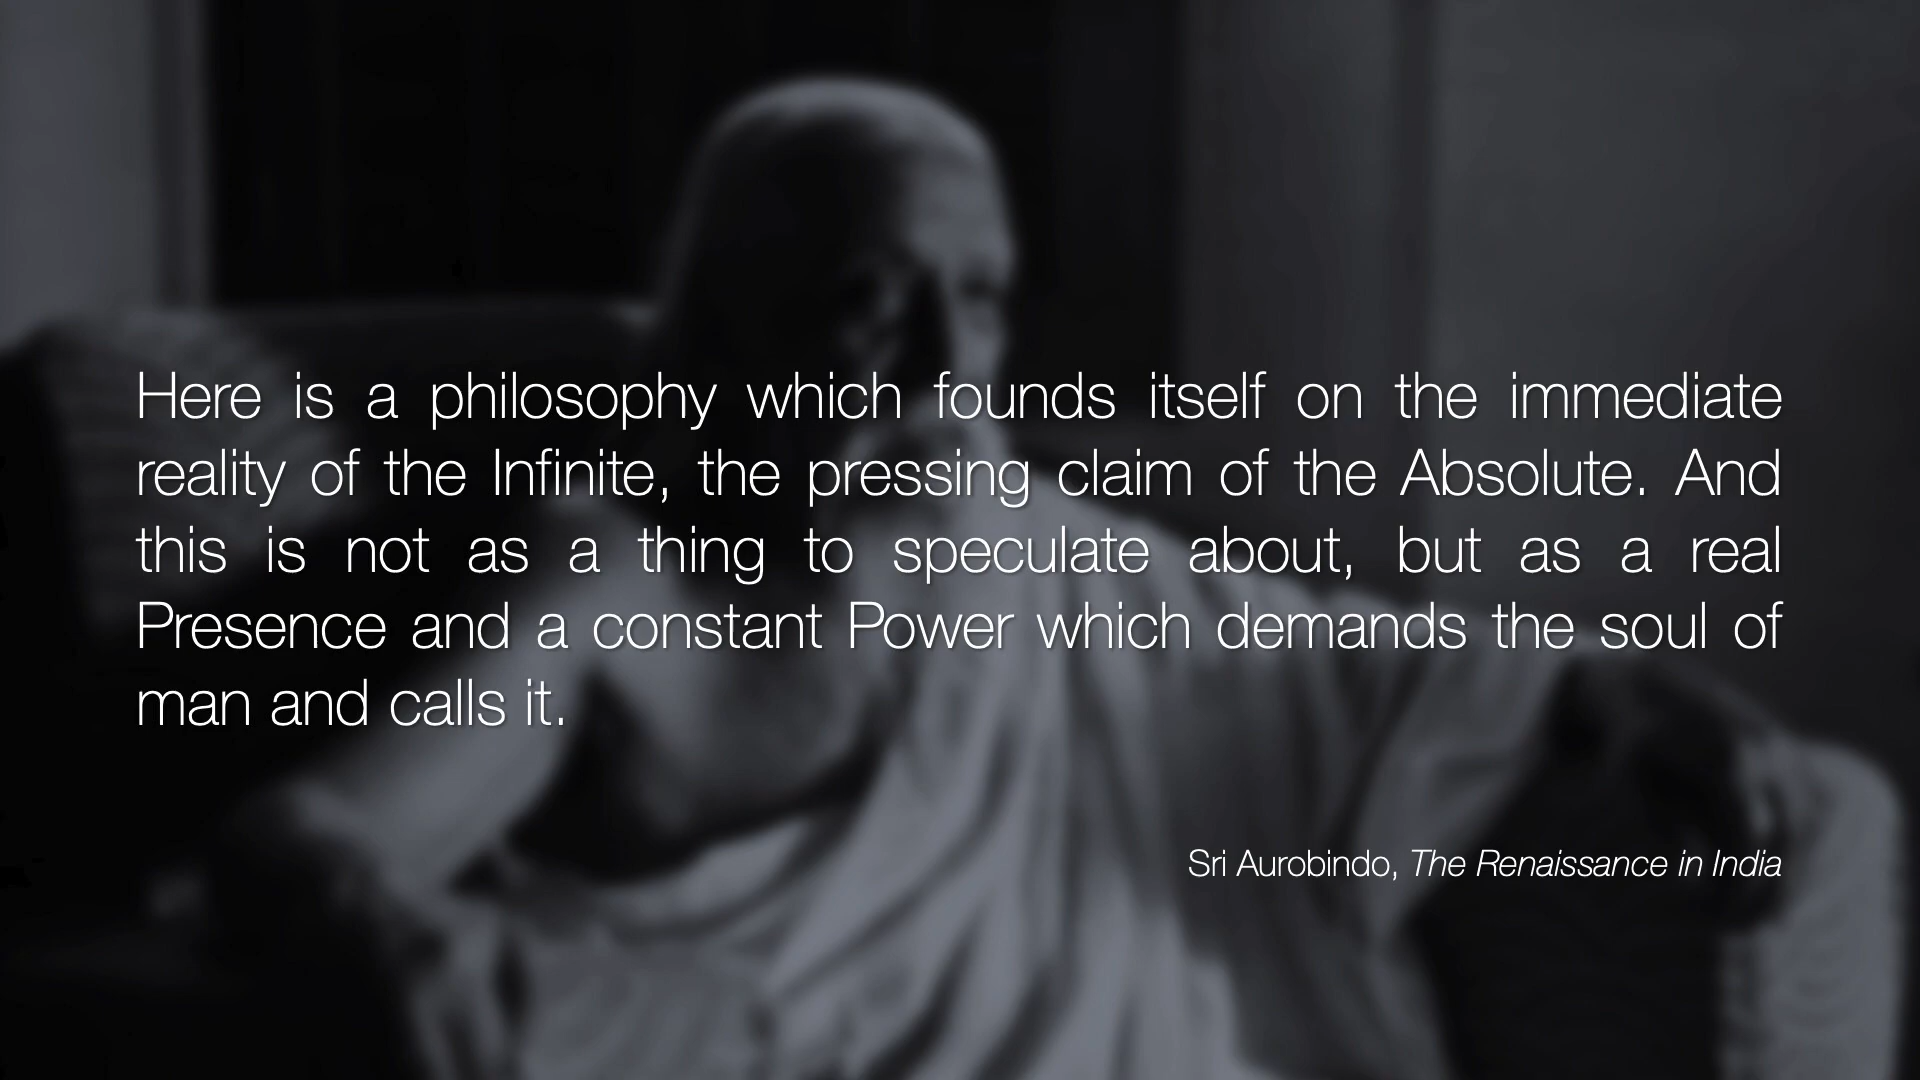 Here is a philosophy which founds itself on the immediate
reality of the Infinite, the pressing claim of the Absolute. And
this is not as a thing to speculate about, but as a real
Presence and a constant Power which demands the soul of
man and calls it.
Sri Aurobindo, The Renaissance in India